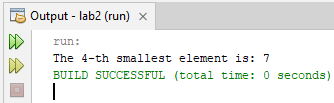 Output - lab2 (run)
run:
The 4-th smallest element is: 7
BUILD SUCCESSFUL (total time: 0 seconds)